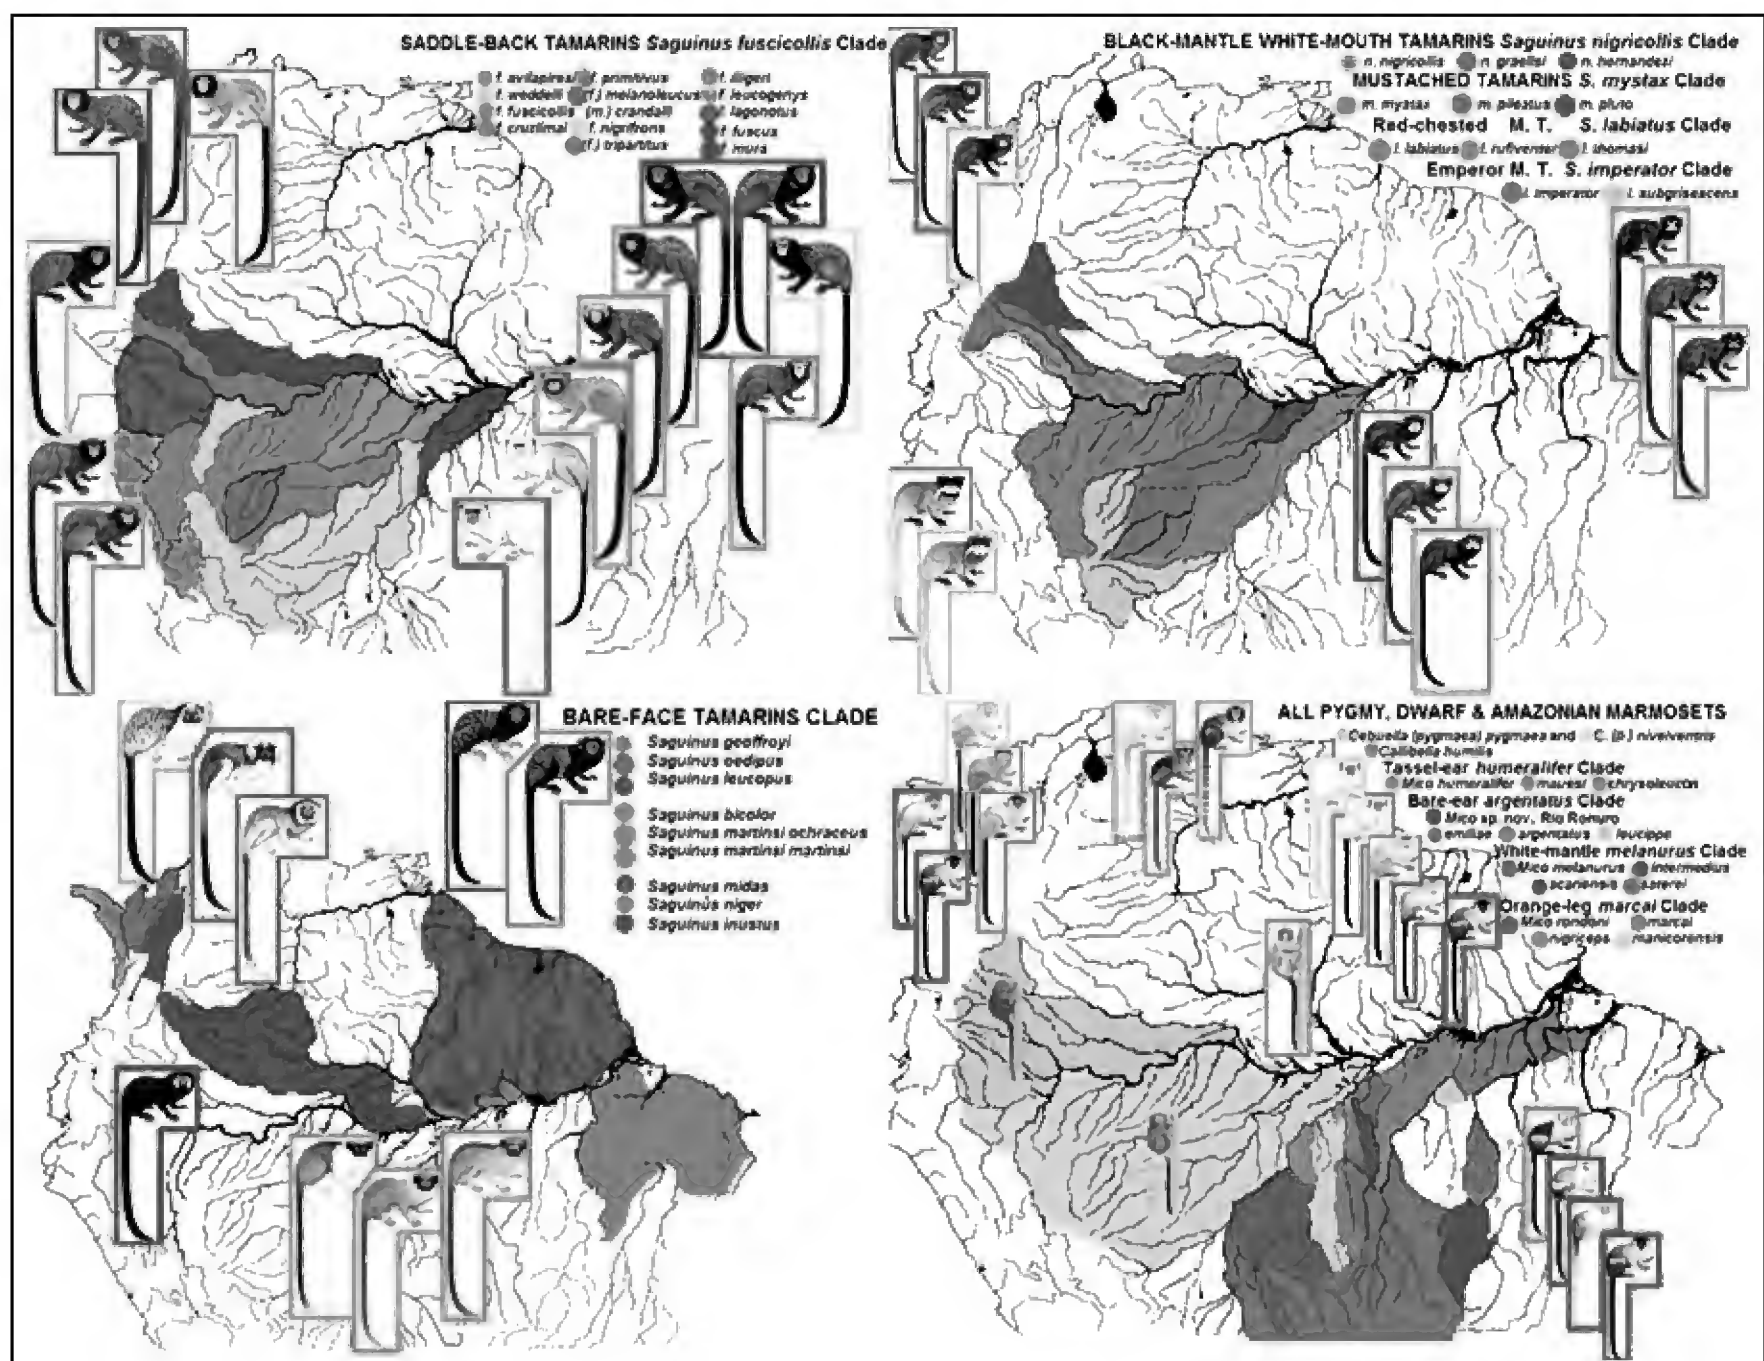 SADDLE-BACK TAMARINS Saguinus fuscicollis Clade
f. avilapiresi f. primitivus f. illigeri
f. weddelli (f.) melanoleucus f. leucogenys
f. fuscicollis (m.) crandalli f. lagonotus
f. cruzlimai f. nigrifrons f. fuscus
(f.) tripartitus f. mura
BLACK-MANTLE WHITE-MOUTH TAMARINS Saguinus nigricollis Clade
n. nigricollis n. graellsi n. hernandezi
MUSTACHED TAMARINS S. mystax Clade
m. mystax m. pileatus m. pluto
Red-chested M. T. S. labiatus Clade
l. labiatus l. rufiventer l. thomasi
Emperor M. T. S. imperator Clade
i. imperator i. subgrisescens
BARE-FACE TAMARINS CLADE
Saguinus geoffroyi
Saguinus oedipus
Saguinus leucopus
Saguinus bicolor
Saguinus martinsi ochraceus
Saguinus martinsi martinsi
Saguinus midas
Saguinus niger
Saguinus inustus
ALL PYGMY, DWARF & AMAZONIAN MARMOSETS
Cebuella (pygmaea) pygmaea and C. (p.) niveiventris
Callibella humilis
Tassel-ear humeralifer Clade
Mico humeralifer mauesi chrysoleucos
Bare-ear argentatus Clade
Mico sp. nov. Rio
emiliae argentatus leucippe
White-mantle melanurus Clade
Mico melanurus intermedius
acariensis saterei
Orange-leg marcai Clade
Mico rondoni marcai
nigriceps manicorensis